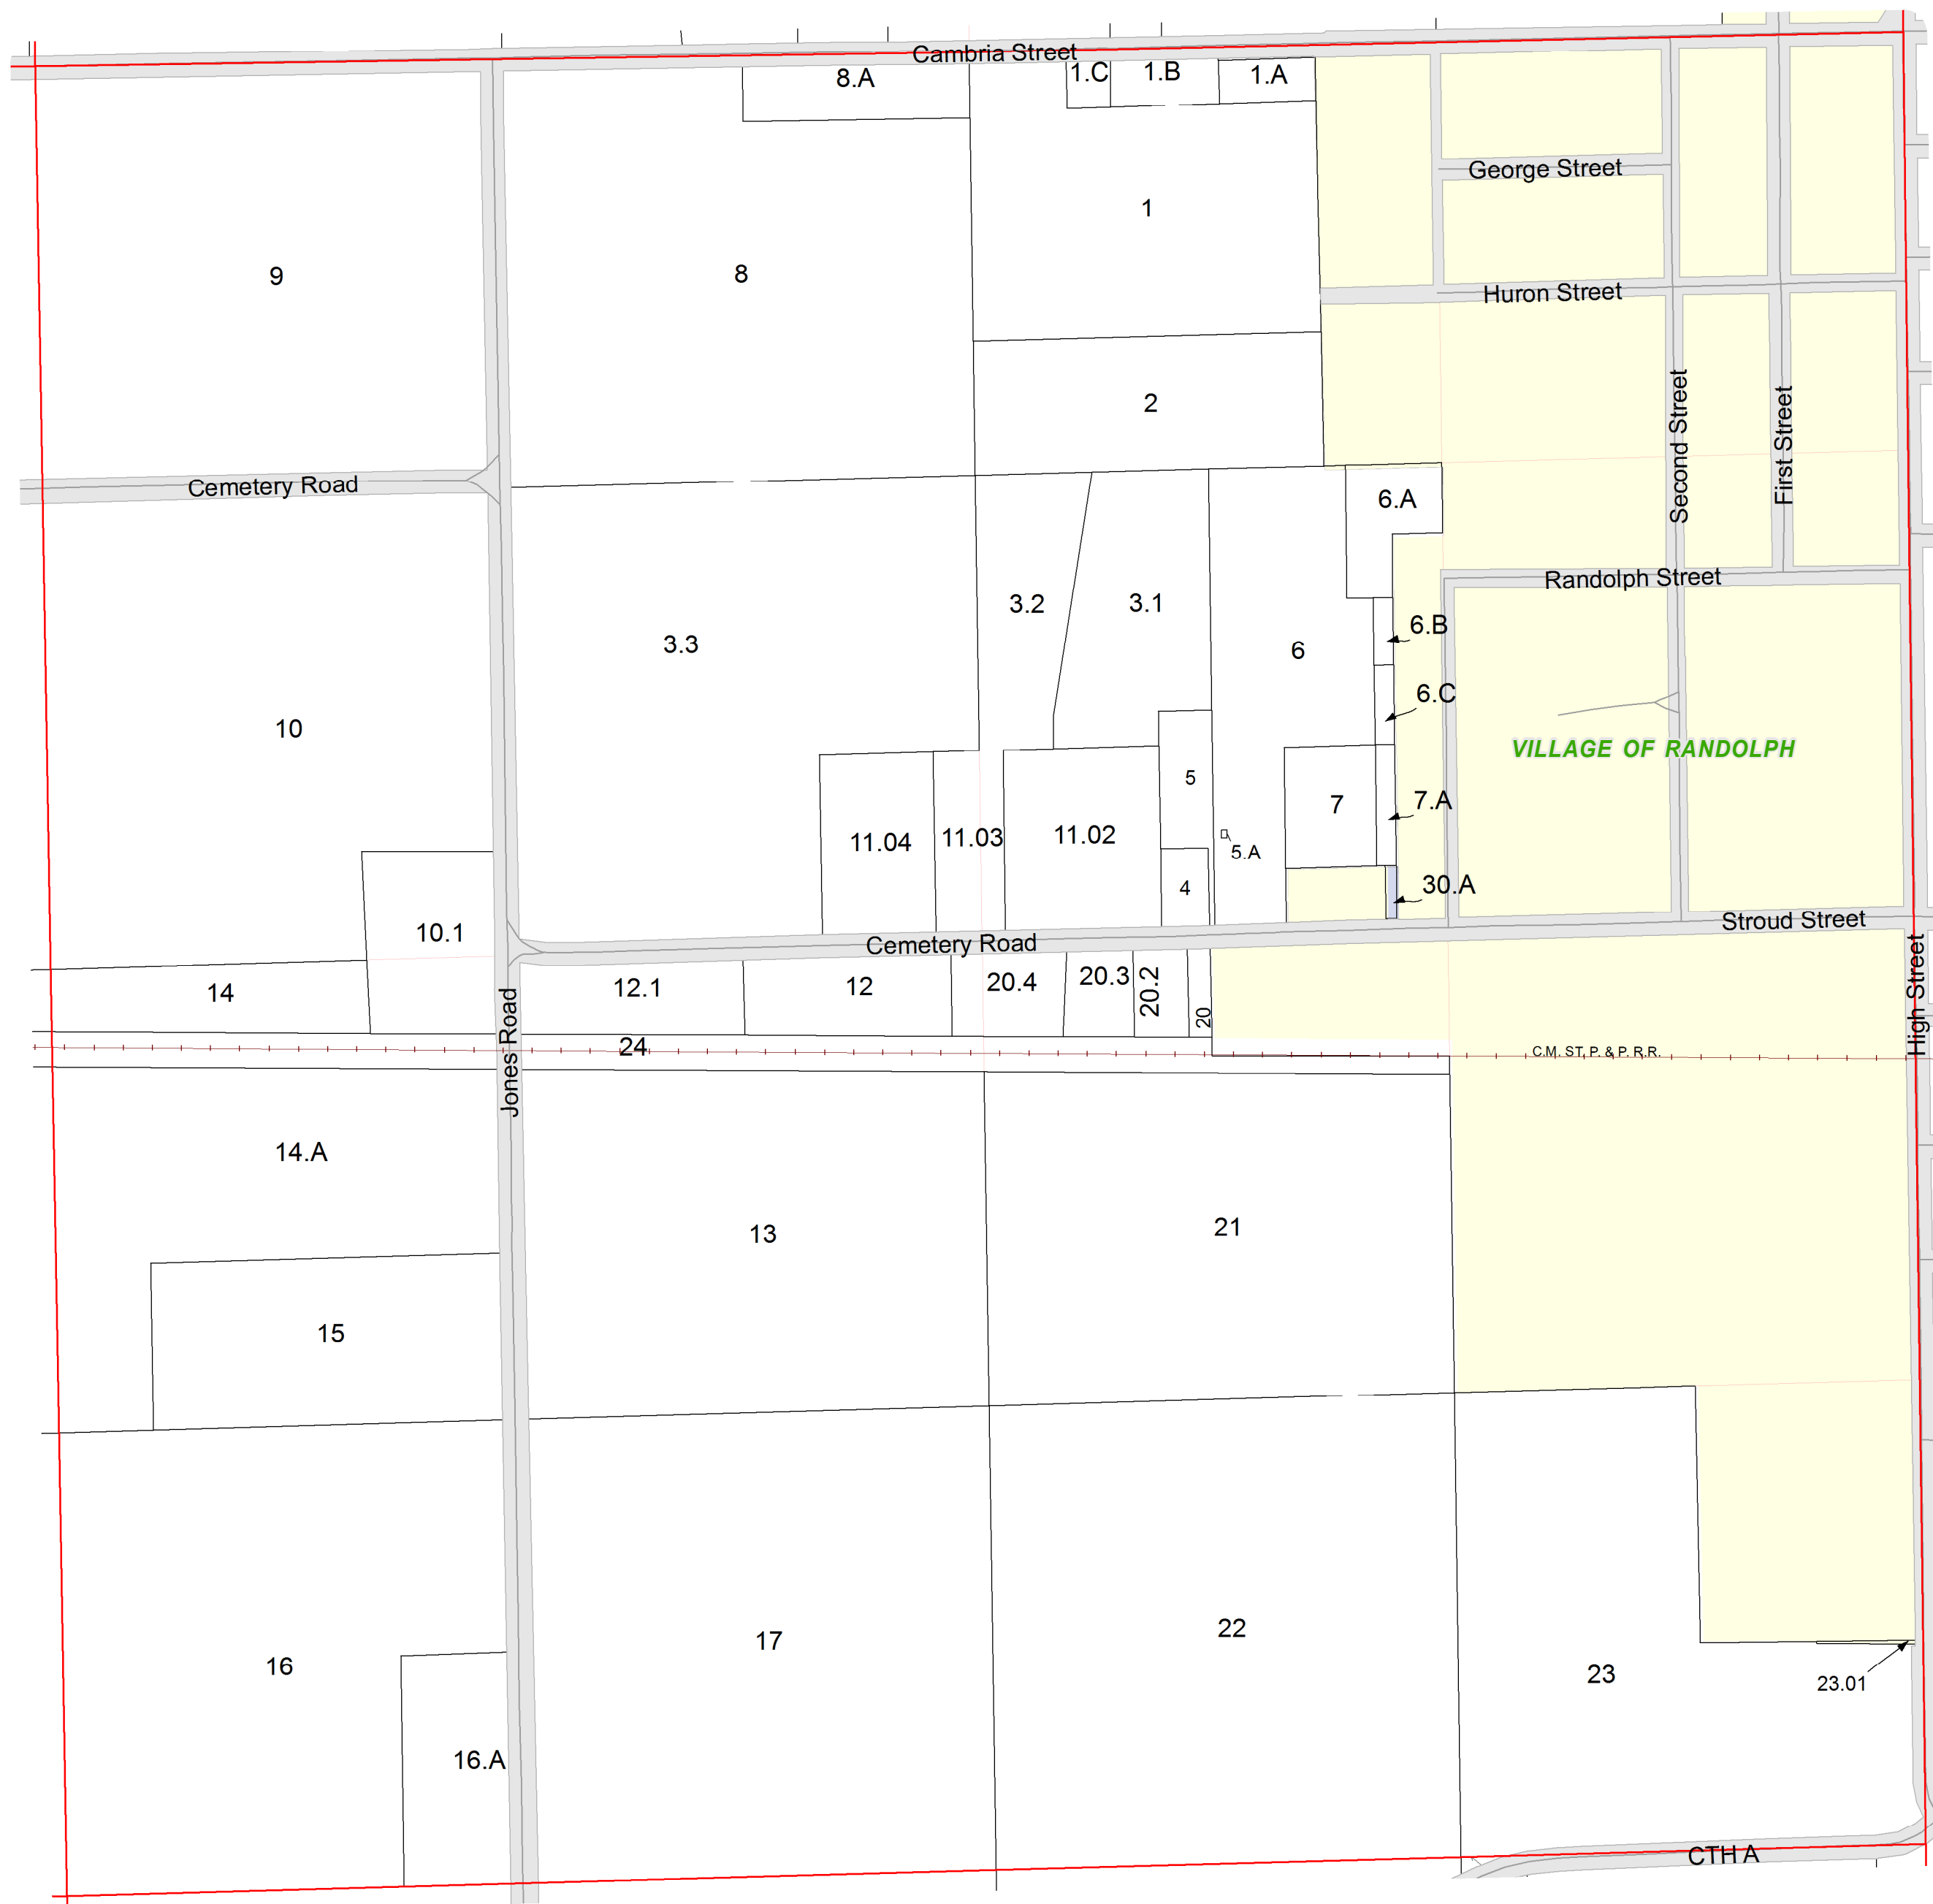 Cambria Street
8.A
1.C
1.B
1.A
George Street
1
9
8
Huron Street
2
Second Street
First Street
Cemetery Road
6.A
Randolph Street
3.2
3.1
6.B
3.3
6
6.C
10
VILLAGE OF RANDOLPH
5
7
7.A
11.04
11.03
11.02
5.A
4
30.A
10.1
Cemetery Road
Stroud Street
High Street
14
12.1
12
20.4
20.3
20.2
20
Jones Road
24
C.M. ST, P. & P. R.R.
14.A
13
21
15
17
22
16
23
23.01
16.A
CTH A